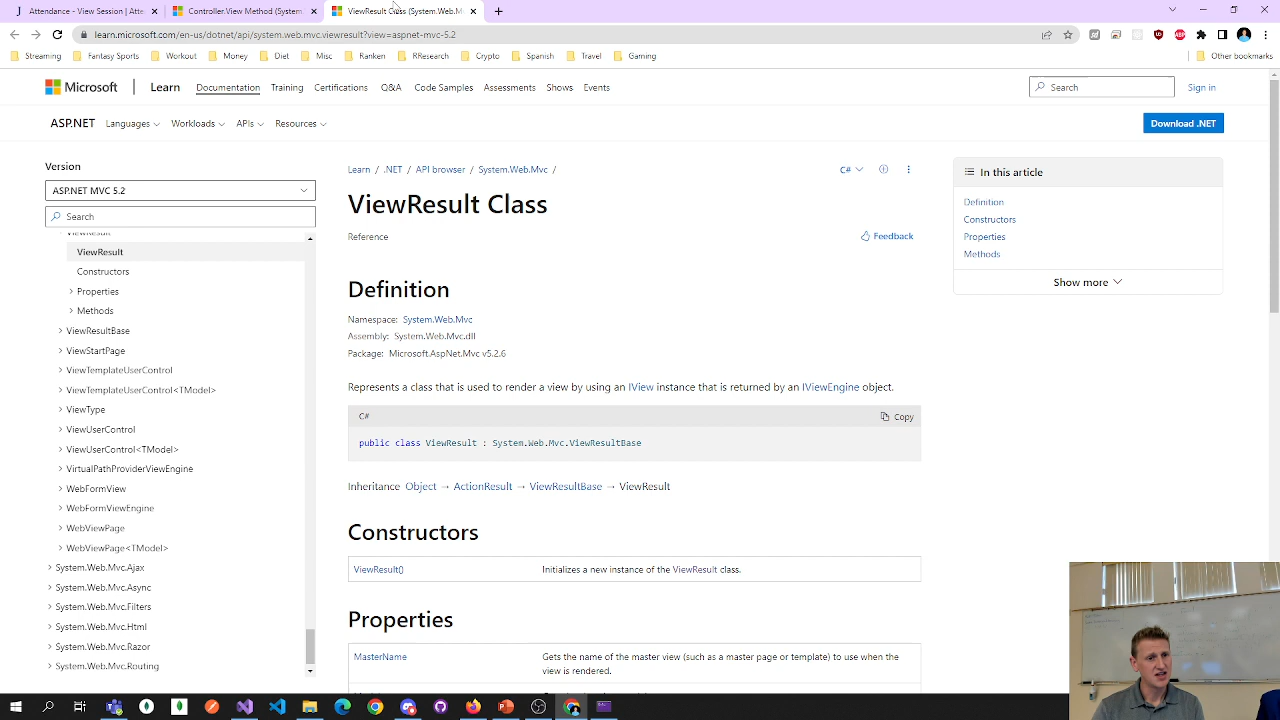 Attendance - View Session | Atte
Controller.View Method (System.
ViewResult Class (System.Web.M
learn.microsoft.com/en-us/dotnet/api/system.web.mvc.viewresult?view=aspnet-mvc-5.2
Streaming
Fantasy Sports
Workout
Money
Diet
Misc
Ranken
RResearch
Crypto
Spanish
Travel
Gaming
Other bookmarks
Microsoft
Learn
Documentation
Training
Certifications
Q&A
Code Samples
Assessments
Shows
Events
Search
Sign in
ASP.NET
Languages
Workloads
APIs
Resources
Download .NET
Version
ASP.NET MVC 5.2
Search
ViewResult
ViewResult
Constructors
Properties
Methods
ViewResultBase
ViewStartPage
ViewTemplateUserControl
ViewTemplateUserControl<TModel>
ViewType
ViewUserControl
ViewUserControl<TModel>
VirtualPathProviderViewEngine
WebFormView
WebFormViewEngine
WebViewPage
WebViewPage<TModel>
System.Web.Mvc.Ajax
System.Web.Mvc.Async
System.Web.Mvc.Filters
System.Web.Mvc.Html
System.Web.Mvc.Razor
System.Web.Mvc.Routing
Learn / .NET / API browser / System.Web.Mvc /
C#
ViewResult Class
Reference
Feedback
Definition
Namespace: System.Web.Mvc
Assembly: System.Web.Mvc.dll
Package: Microsoft.AspNet.Mvc v5.2.6
Represents a class that is used to render a view by using an IView instance that is returned by an IViewEngine object.
C#
Copy
public class ViewResult : System.Web.Mvc.ViewResultBase
Inheritance Object → ActionResult → ViewResultBase → ViewResult
Constructors
ViewResult() Initializes a new instance of the ViewResult class.
Properties
MasterName Gets the name of the master view (such as a master page or template) to use when the
view is rendered.
In this article
Definition
Constructors
Properties
Methods
Show more